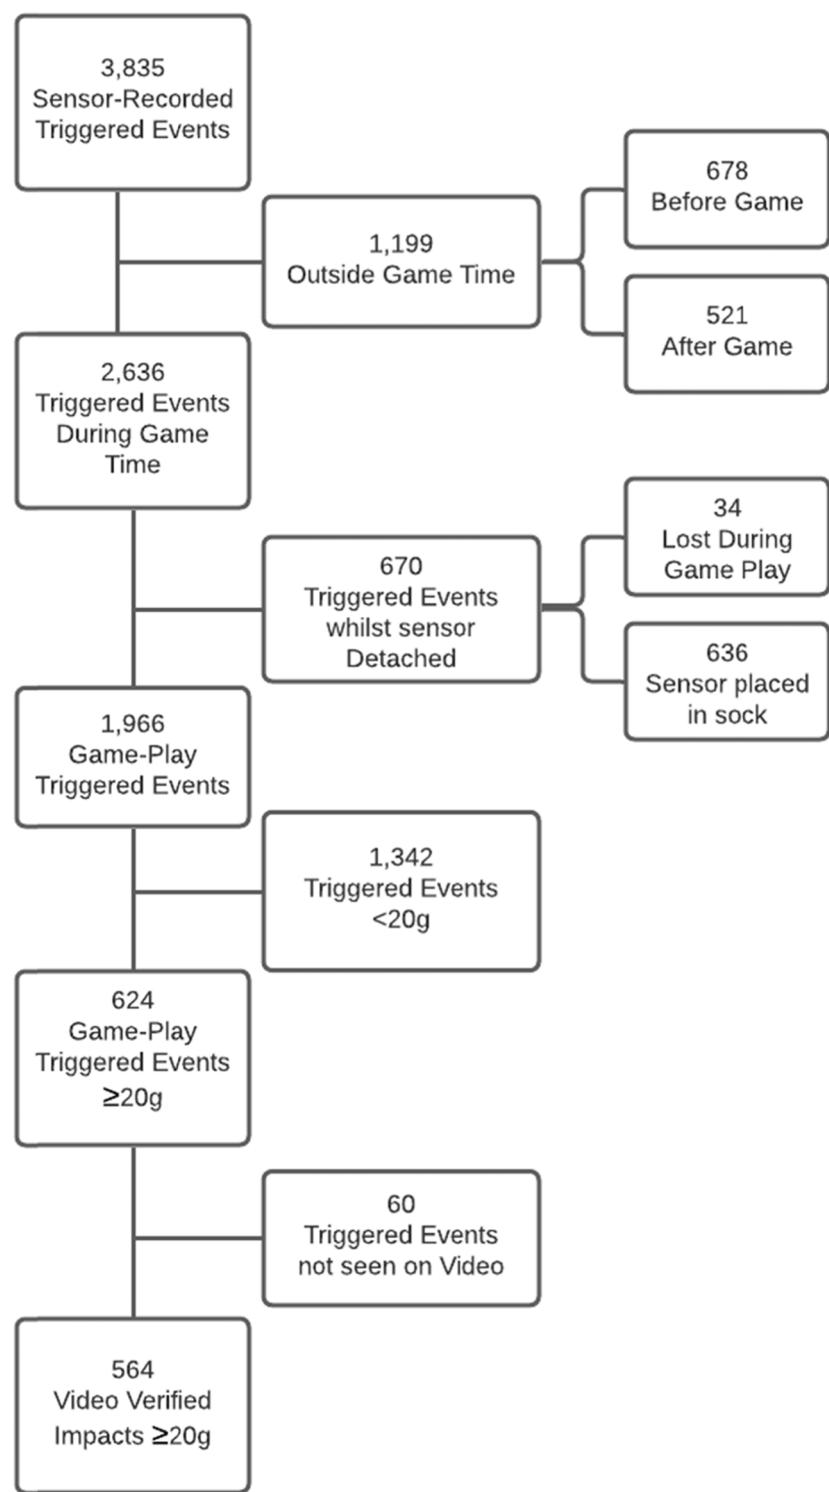 3,835
Sensor-Recorded
Triggered Events
1,199
Outside Game Time
678
Before Game
521
After Game
2,636
Triggered Events
During Game
Time
670
Triggered Events
whilst sensor
Detached
34
Lost During
Game Play
636
Sensor placed
in sock
1,966
Game-Play
Triggered Events
1,342
Triggered Events
<20g
624
Game-Play
Triggered Events
≥20g
60
Triggered Events
not seen on Video
564
Video Verified
Impacts ≥20g